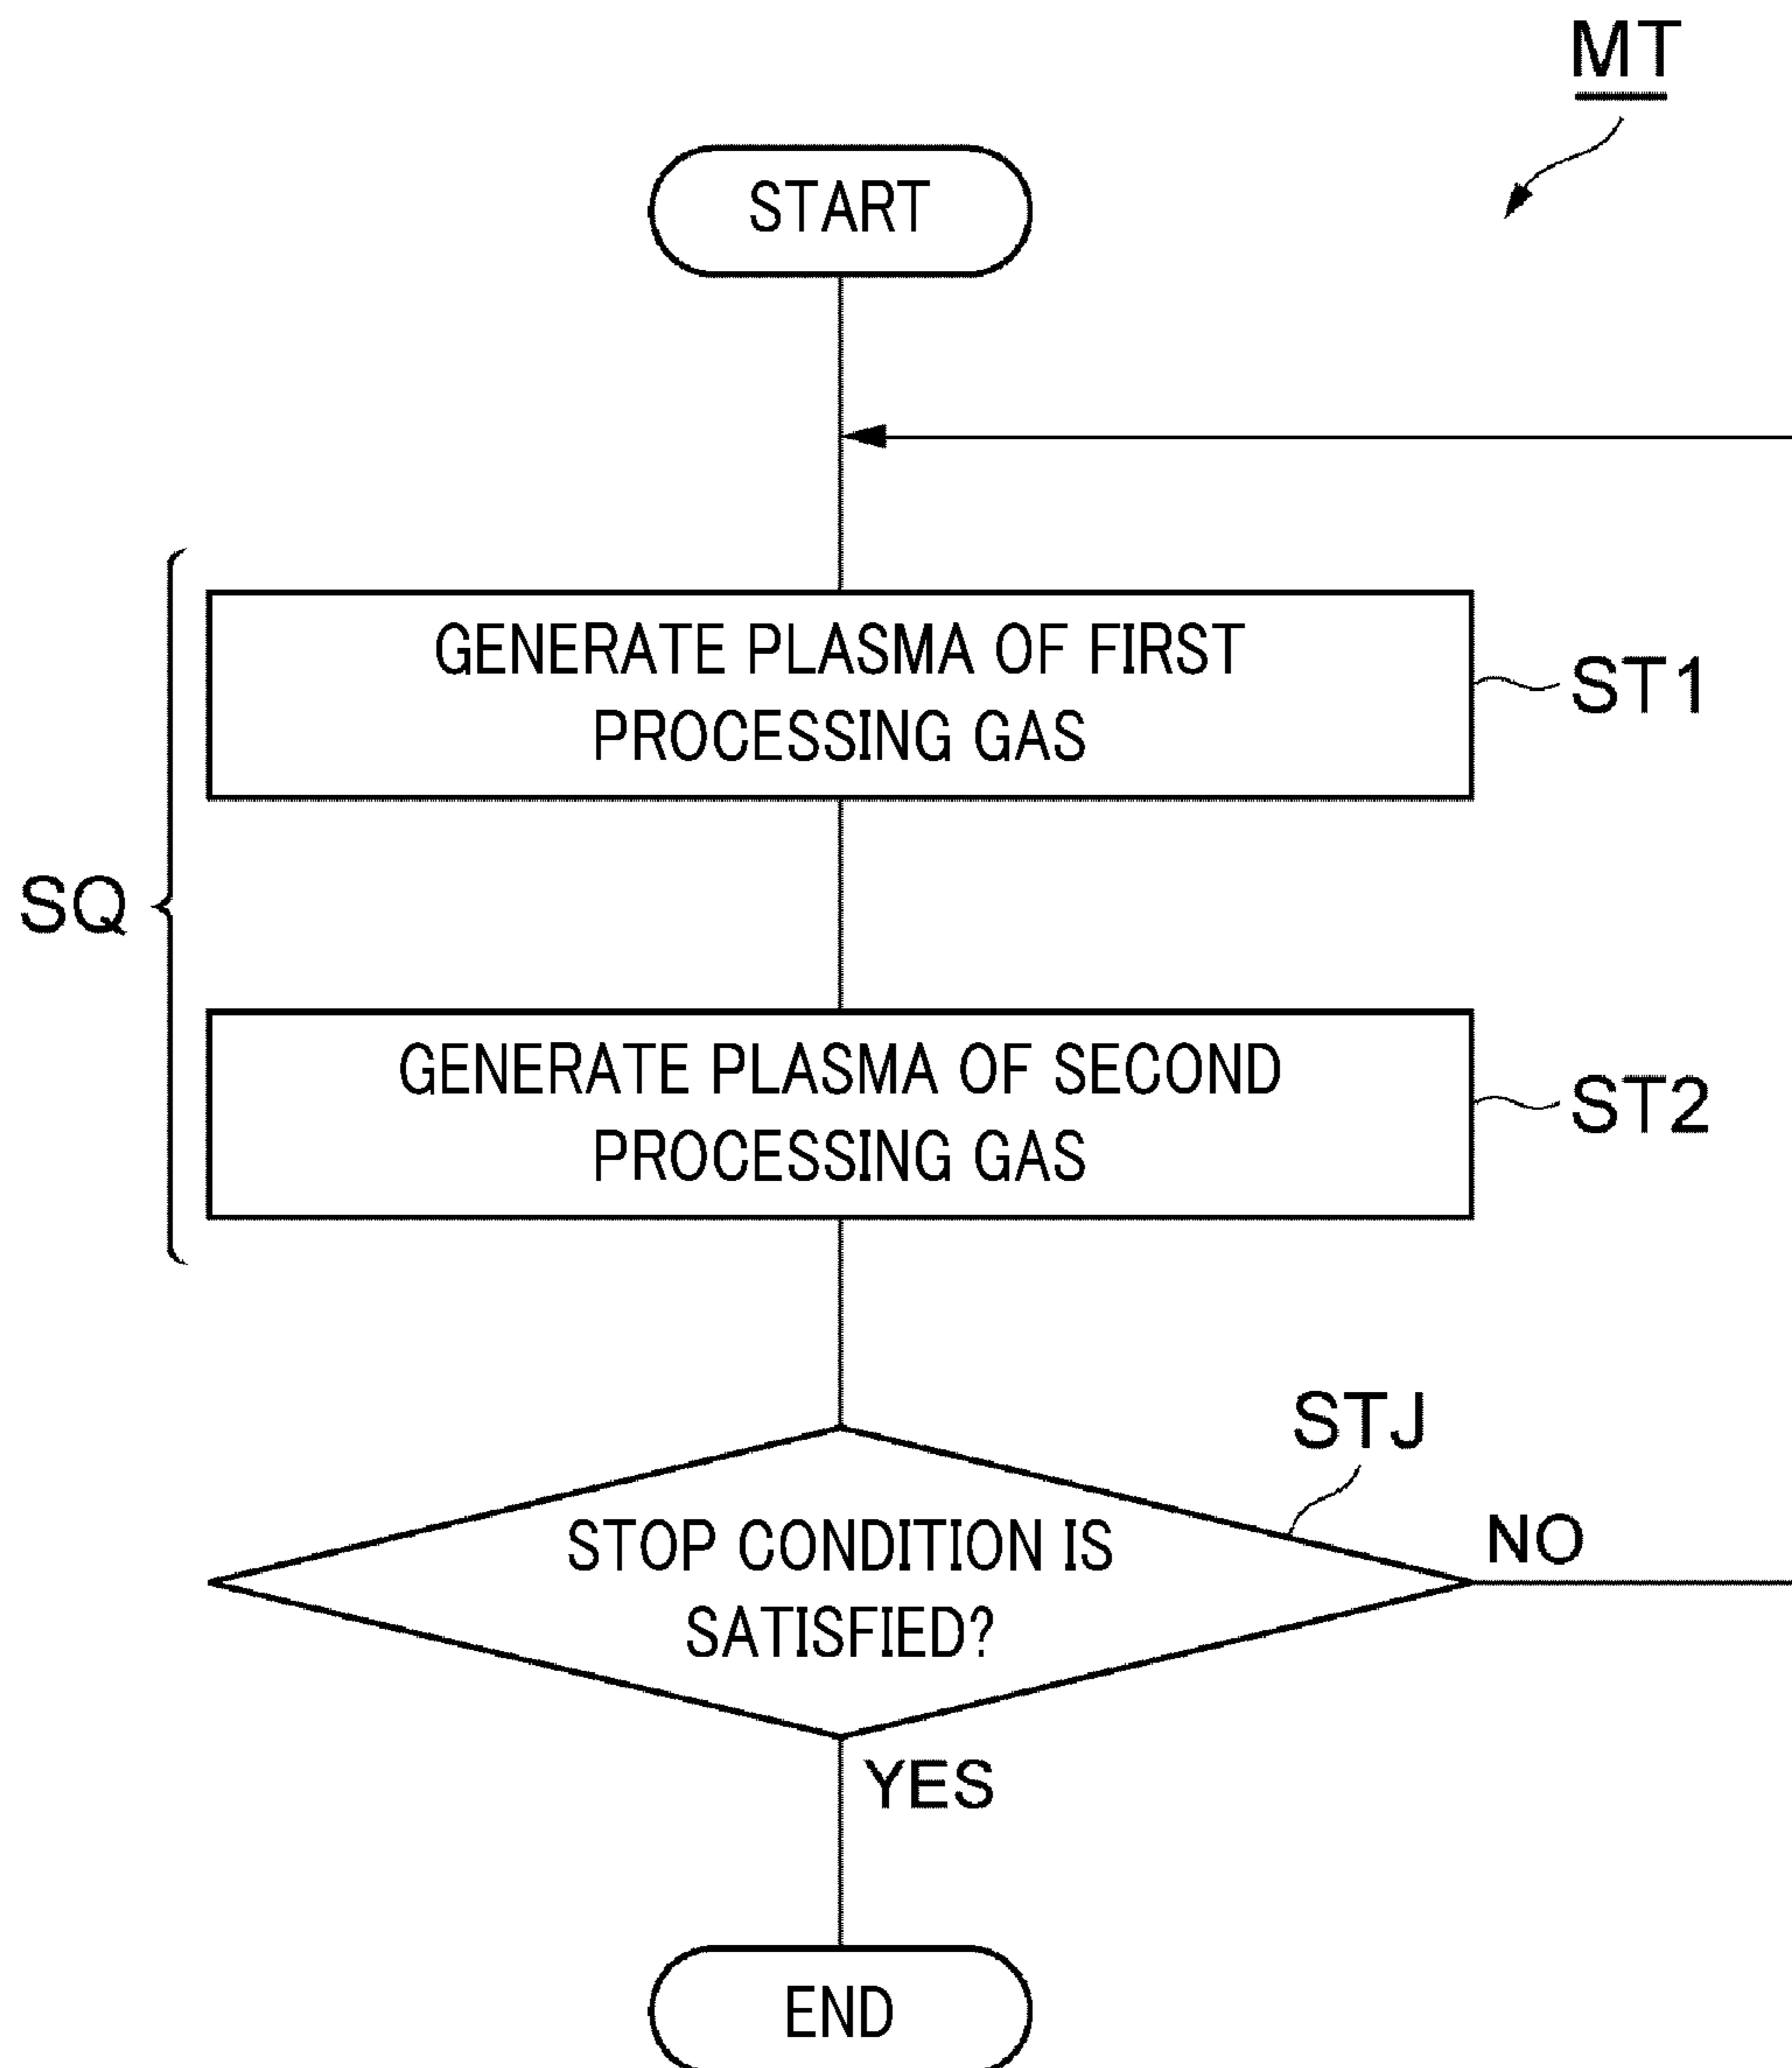 MT
START
GENERATE PLASMA OF FIRST
PROCESSING GAS
ST1
SQ
GENERATE PLASMA OF SECOND
PROCESSING GAS
ST2
STJ
STOP CONDITION IS
SATISFIED?
NO
YES
END